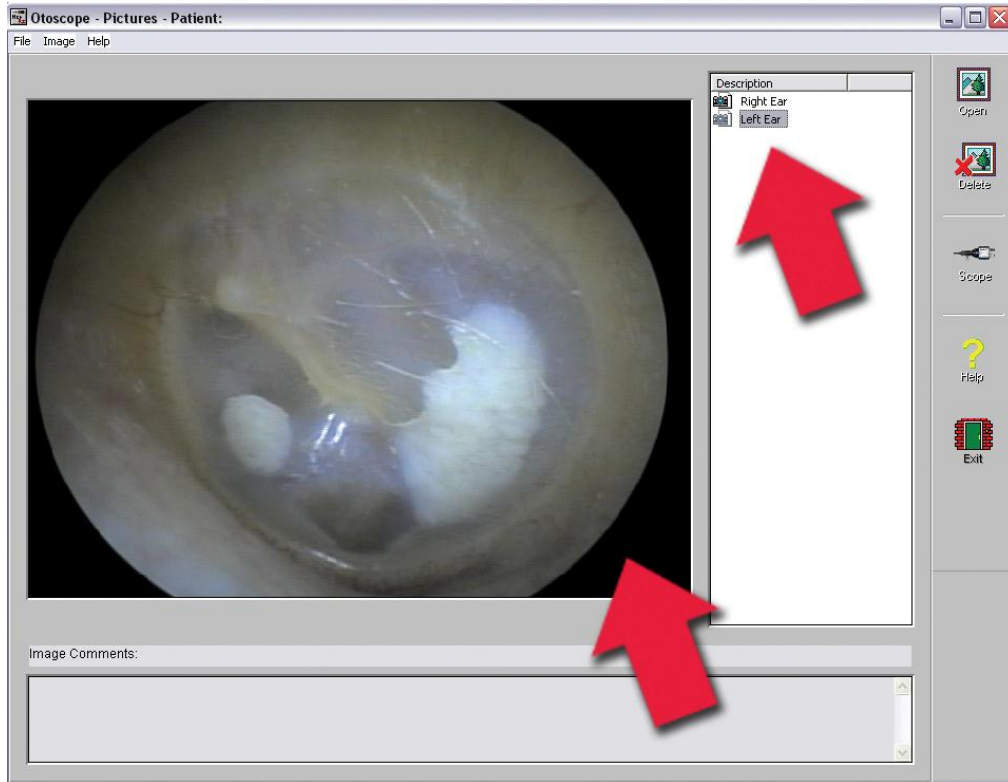 Otoscope - Pictures - Patient:
File Image Help
Description
Right Ear
Left Ear
Open
Delete
Scope
Help
Exit
Image Comments: